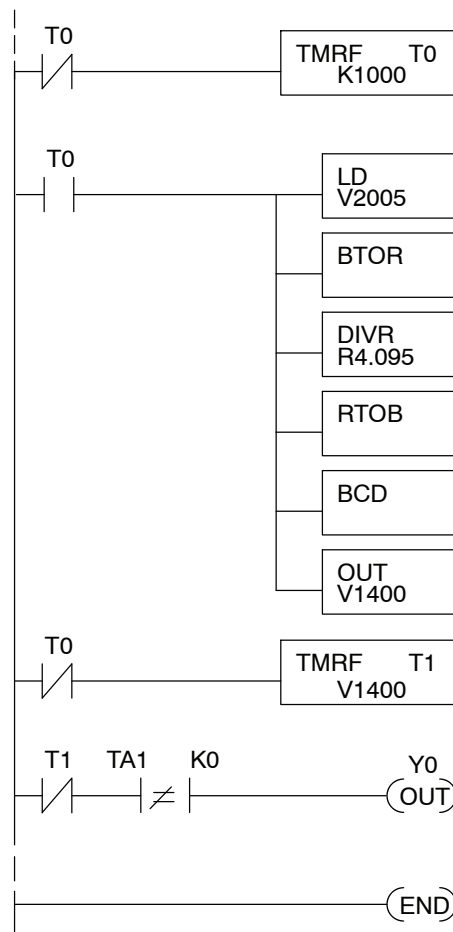 T0
TMRF T0
K1000
T0
LD
V2005
BTOR
DIVR
R4.095
RTOB
BCD
OUT
V1400
T0
TMRF T1
V1400
T1 TA1 K0 Y0
OUT
END